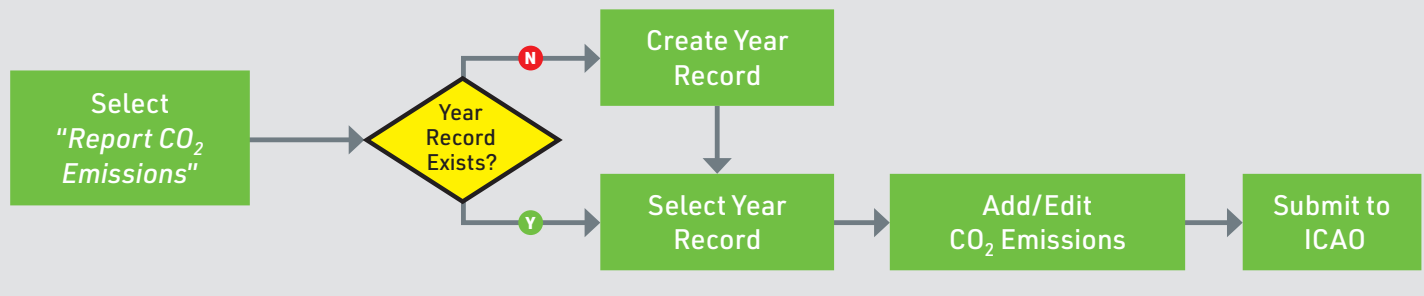 Select
"Report CO₂
Emissions"
Year
Record
Exists?
N
Create Year
Record
Y
Select Year
Record
Add/Edit
CO₂ Emissions
Submit to
ICAO